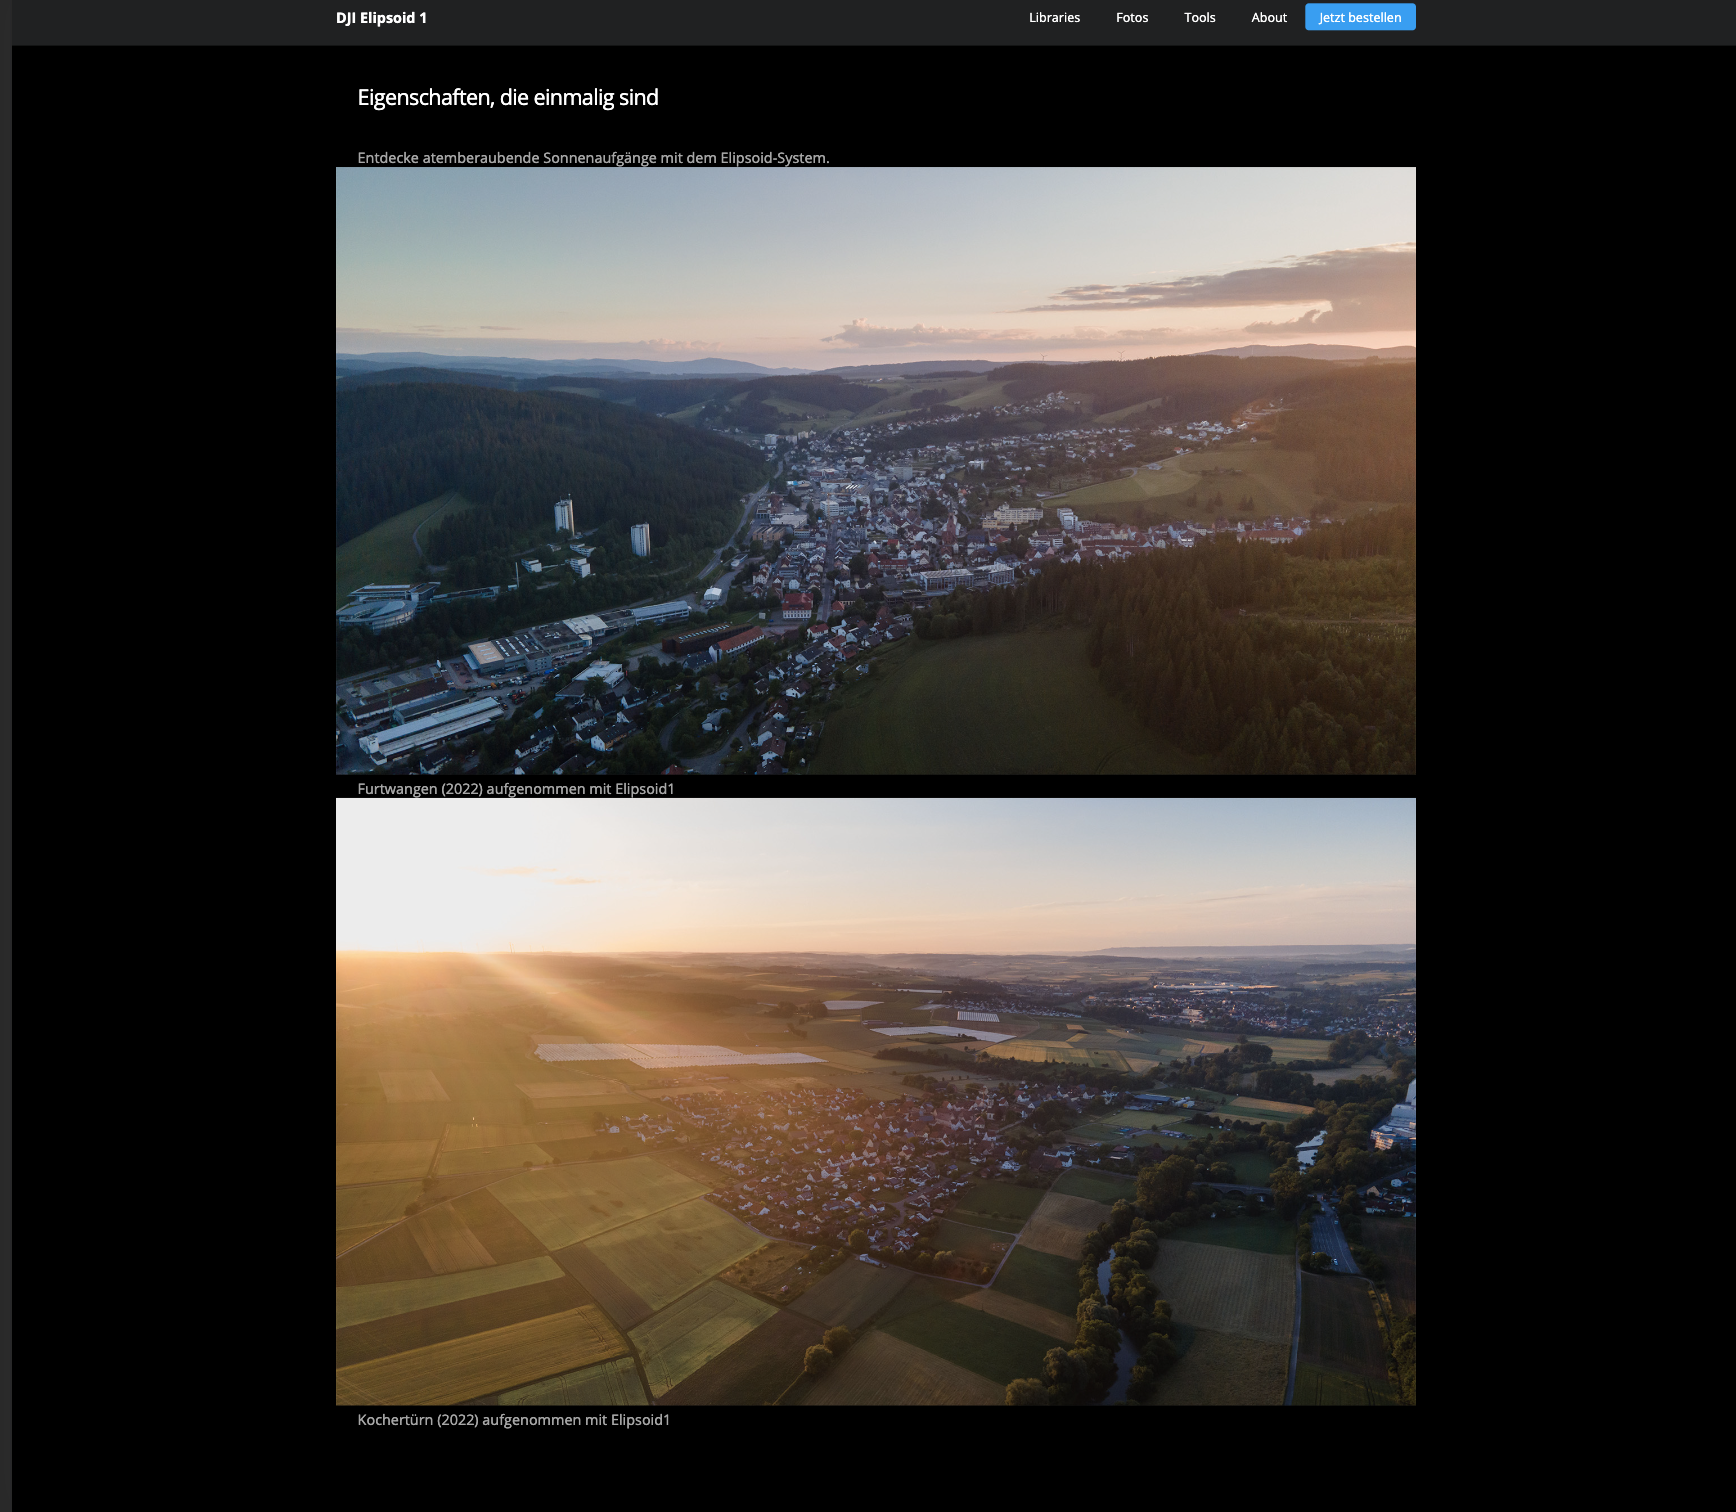 DJI Elipsoid 1
Libraries Fotos Tools About Jetzt bestellen
Eigenschaften, die einmalig sind
Entdecke atemberaubende Sonnenaufgänge mit dem Elipsoid-System.
Furtwangen (2022) aufgenommen mit Elipsoid1
Kochertürn (2022) aufgenommen mit Elipsoid1